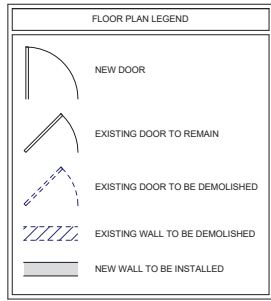 FLOOR PLAN LEGEND
NEW DOOR
EXISTING DOOR TO REMAIN
EXISTING DOOR TO BE DEMOLISHED
EXISTING WALL TO BE DEMOLISHED
NEW WALL TO BE INSTALLED